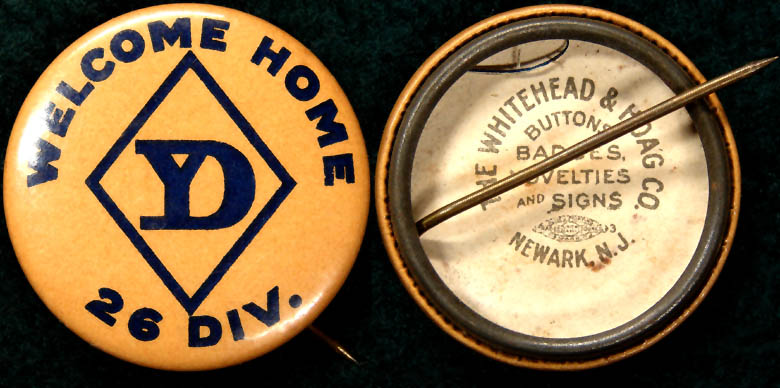 WELCOME HOME
YD
26 DIV.
THE WHITEHEAD & HOAG CO.
BUTTONS,
BADGES,
NOVELTIES
AND SIGNS
NEWARK, N.J.